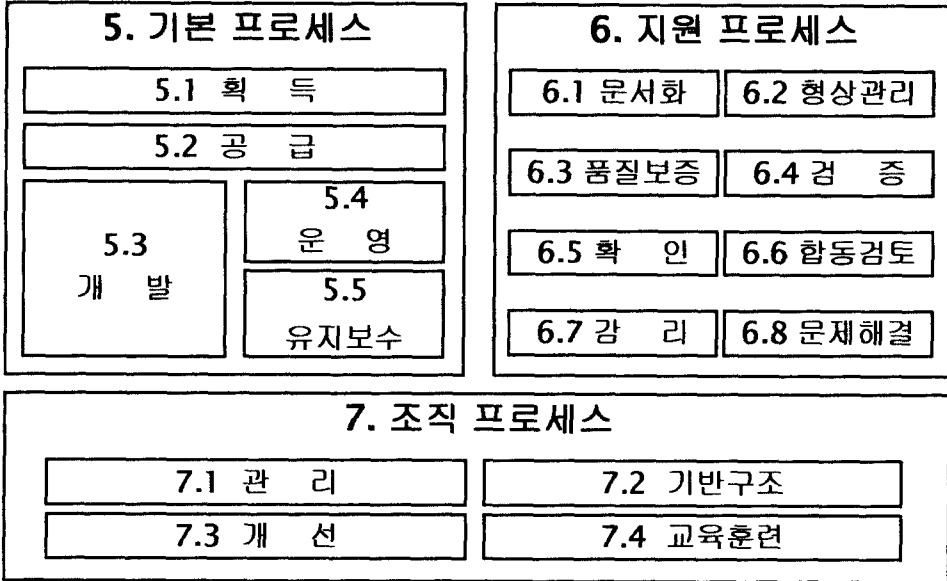 5. 기본 프로세스
5.1 획 득
5.2 공 급
5.3
개 발
5.4
운 영
5.5
유지보수
6. 지원 프로세스
6.1 문서화
6.2 형상관리
6.3 품질보증
6.4 검 증
6.5 확 인
6.6 합동검토
6.7 감 리
6.8 문제해결
7. 조직 프로세스
7.1 관 리
7.2 기반구조
7.3 개 선
7.4 교육훈련